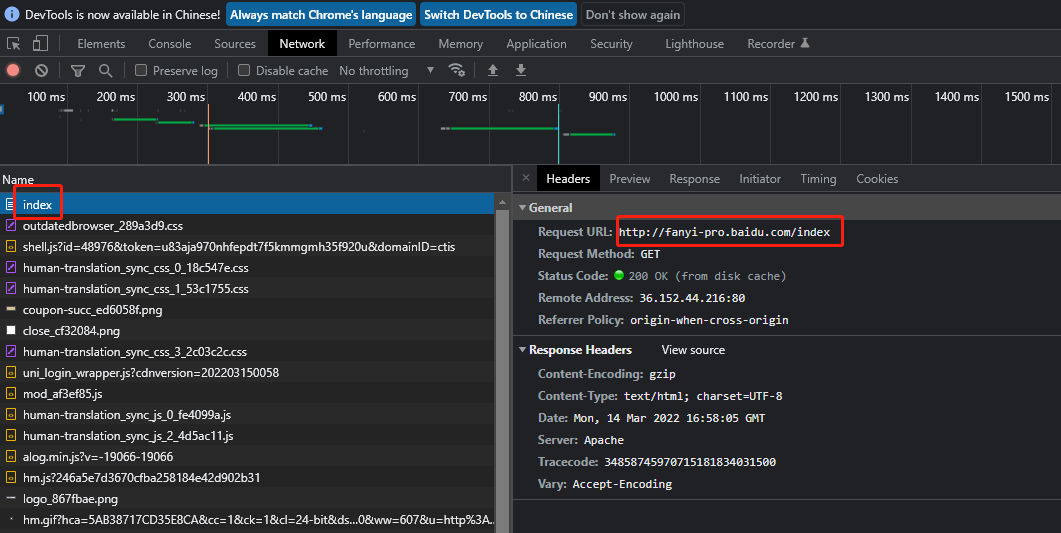 DevTools is now available in Chinese! Always match Chrome's language Switch DevTools to Chinese Don't show again
Elements Console Sources Network Performance Memory Application Security Lighthouse Recorder
Preserve log Disable cache No throttling
100 ms 200 ms 300 ms 400 ms 500 ms 600 ms 700 ms 800 ms 900 ms 1000 ms 1100 ms 1200 ms 1300 ms 1400 ms 1500 ms
Name
index
outdatedbrowser_289a3d9.css
shell.js?id=48976&token=u83aja970nhfepdt7f5kmmgmh35f920u&domainID=ctis
human-translation_sync_css_0_18c547e.css
human-translation_sync_css_1_53c1755.css
coupon-succ_ed6058f.png
close_cf32084.png
human-translation_sync_css_3_2c03c2c.css
uni_login_wrapper.js?cdnversion=202203150058
mod_af3ef85.js
human-translation_sync_js_0_fe4099a.js
human-translation_sync_js_2_4d5ac11.js
alog.min.js?v=-19066-19066
hm.js?246a5e7d3670cfba258184e42d902b31
logo_867fbae.png
hm.gif?hca=5AB38717CD35E8CA&cc=1&ck=1&cl=24-bit&ds...0&ww=607&u=http%3A...
Headers Preview Response Initiator Timing Cookies
General
Request URL: http://fanyi-pro.baidu.com/index
Request Method: GET
Status Code: 200 OK (from disk cache)
Remote Address: 36.152.44.216:80
Referrer Policy: origin-when-cross-origin
Response Headers View source
Content-Encoding: gzip
Content-Type: text/html; charset=UTF-8
Date: Mon, 14 Mar 2022 16:58:05 GMT
Server: Apache
Tracecode: 34858745970715181834031500
Vary: Accept-Encoding